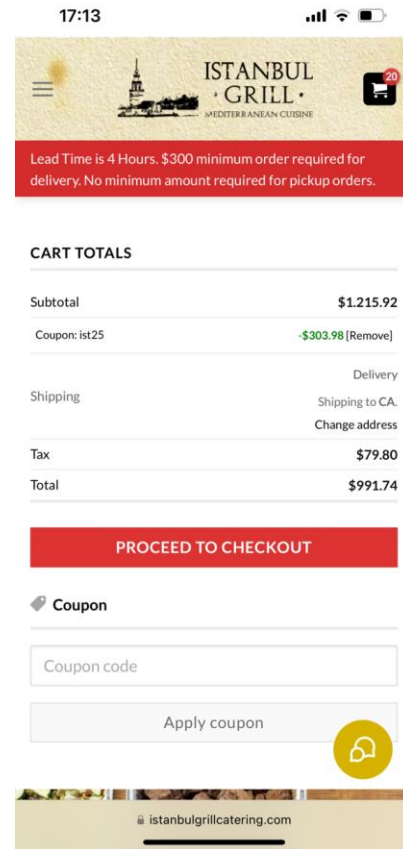 17:13
ISTANBUL
GRILL
MEDITERRANEAN CUISINE
20
Lead Time is 4 Hours. $300 minimum order required for
delivery. No minimum amount required for pickup orders.
CART TOTALS
Subtotal $1.215.92
Coupon: ist25 -$303.98 [Remove]
Delivery
Shipping Shipping to CA.
Change address
Tax $79.80
Total $991.74
PROCEED TO CHECKOUT
Coupon
Coupon code
Apply coupon
istanbulgrillcatering.com